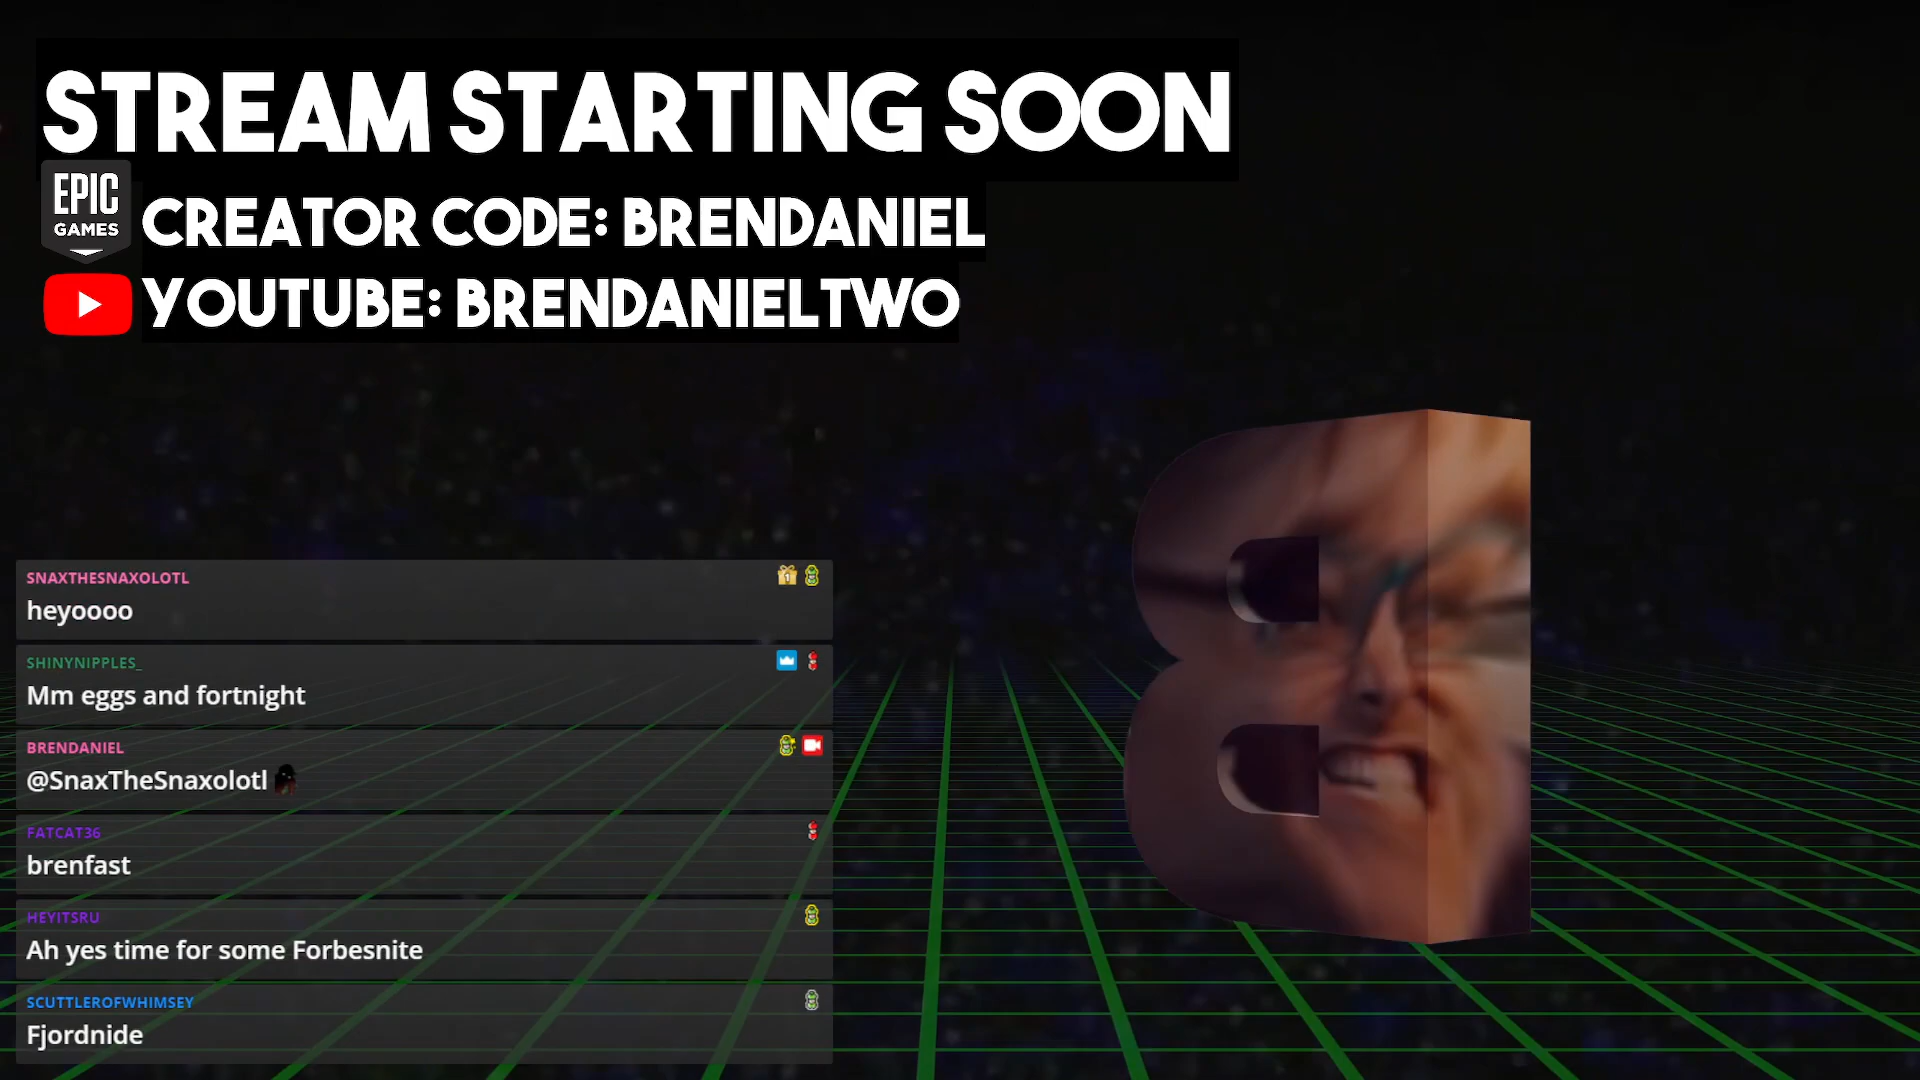 STREAM STARTING SOON
EPIC
GAMES
CREATOR CODE: BRENDANIEL
YOUTUBE: BRENDANIELTWO
SNAXTHESNAXOLOTL
heyoooo
SHINYNIPPLES_
Mm eggs and fortnight
BRENDANIEL
@SnaxTheSnaxolotl
FATCAT36
brenfast
HEYITSRU
Ah yes time for some Forbesnite
SCUTTLEROFWHIMSEY
Fjordnide